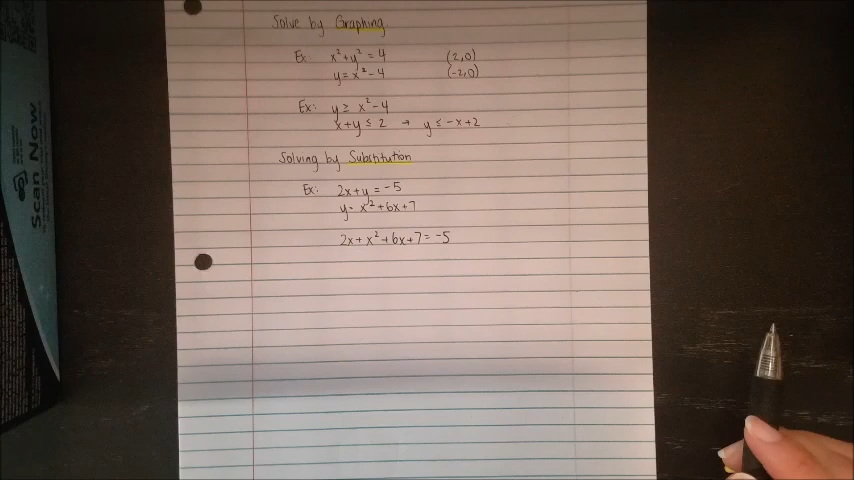 Solve by Graphing
Ex: x²+y²=4 (2,0)
y=x²-4 (-2,0)
Ex: y≥ x²-4
x+y≤2 → y≤-x+2
Solving by Substitution
Ex: 2x+y=-5
y= x²+6x+7
2x+x²+6x+7=-5
Scan Now